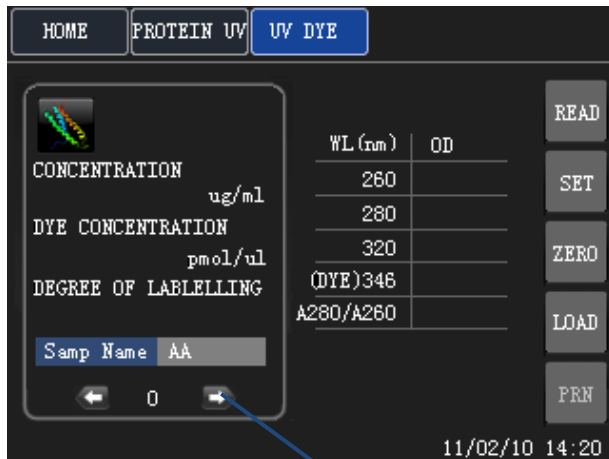 HOME
PROTEIN UV
UV DYE
CONCENTRATION
ug/ml
DYE CONCENTRATION
pmol/ul
DEGREE OF LABLELLING
Samp Name AA
0
WL(nm) OD
260
280
320
(DYE)346
A280/A260
READ
SET
ZERO
LOAD
PRN
11/02/10 14:20